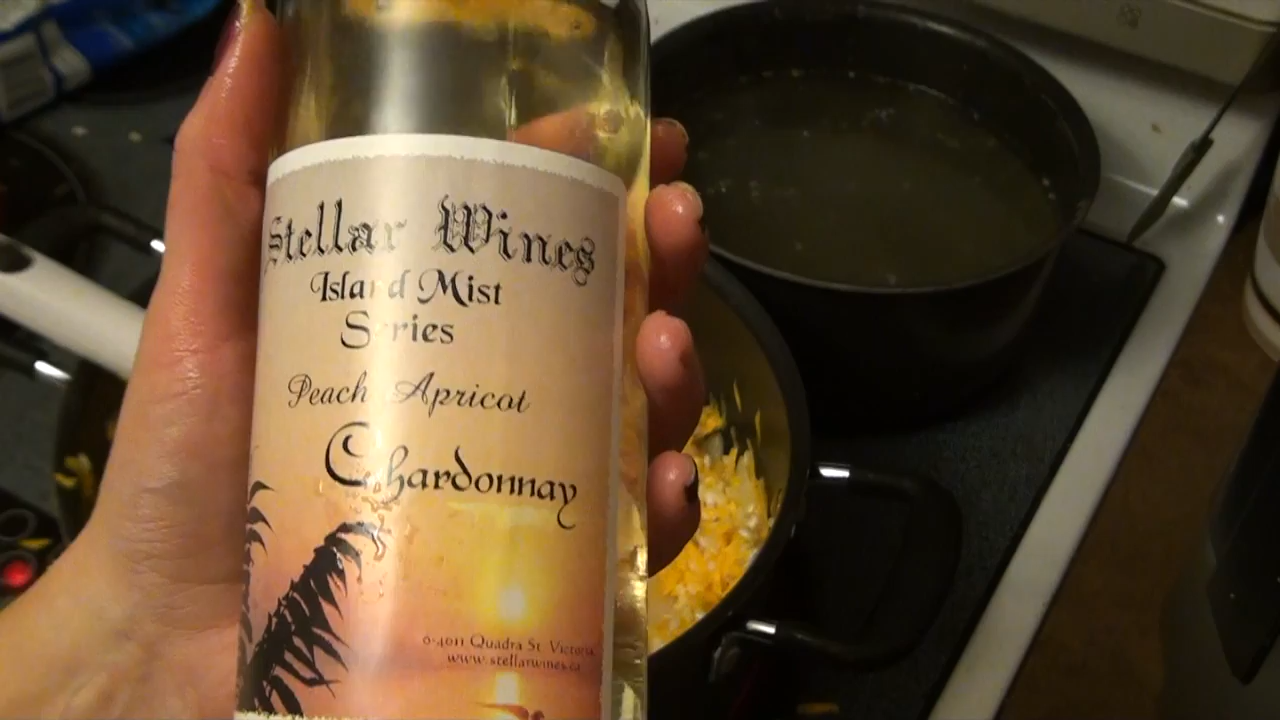 Stellar Wines
Island Mist
Series
Peach Apricot
Chardonnay
6-4011 Quadra St. Victoria
www.stellarwines.ca